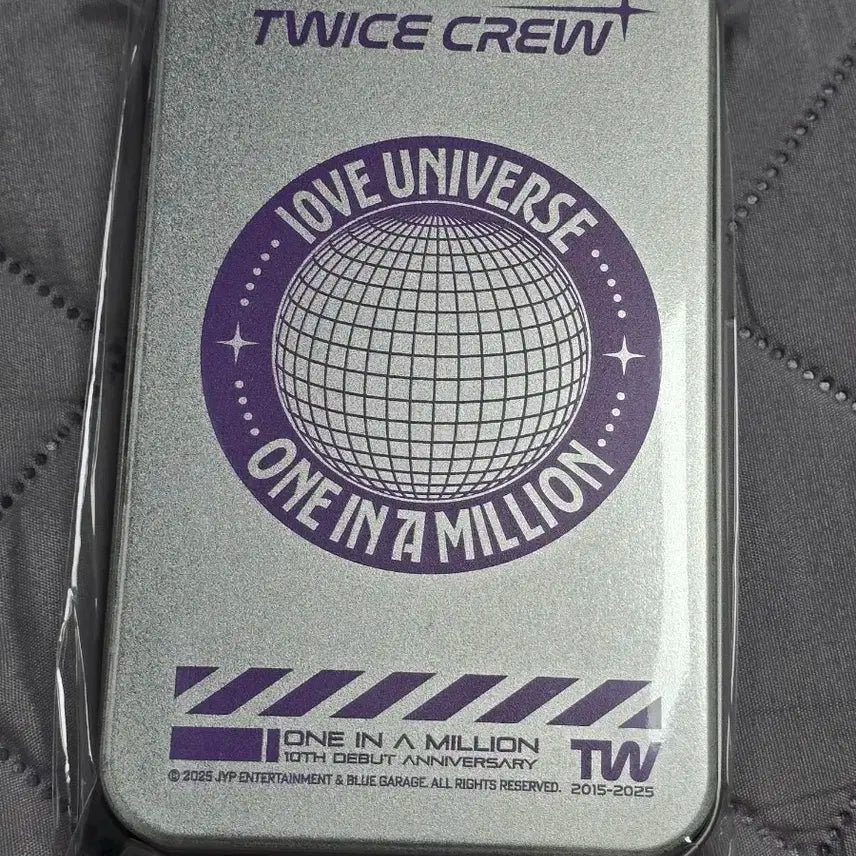 TWICE CREW
10VE UNIVERSE
ONE IN A MILLION
ONE IN A MILLION
10TH DEBUT ANNIVERSARY
© 2025 JYP ENTERTAINMENT & BLUE GARAGE. ALL RIGHTS RESERVED.
TW
2015-2025